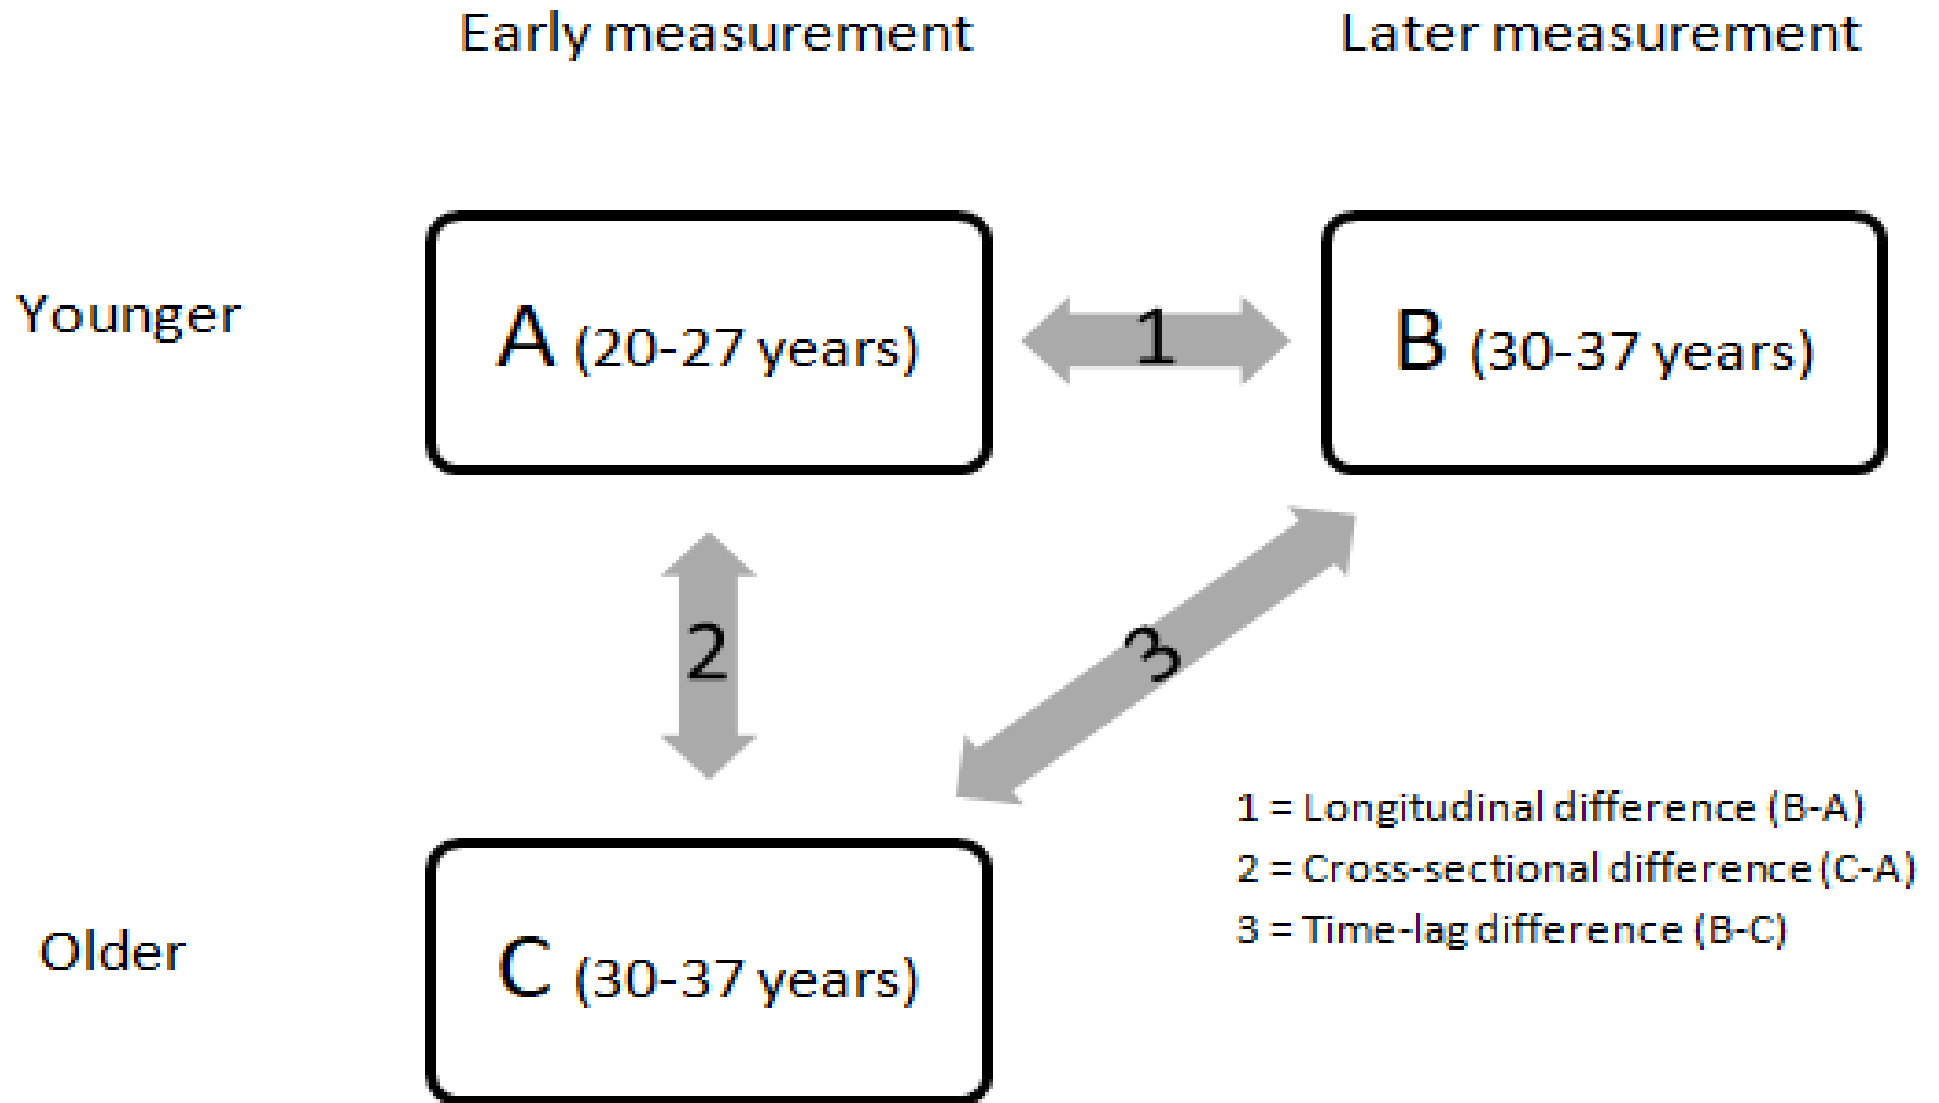 Early measurement
Later measurement
Younger
A (20-27 years)
1
B (30-37 years)
2
3
1 = Longitudinal difference (B-A)
2 = Cross-sectional difference (C-A)
3 = Time-lag difference (B-C)
Older
C (30-37 years)